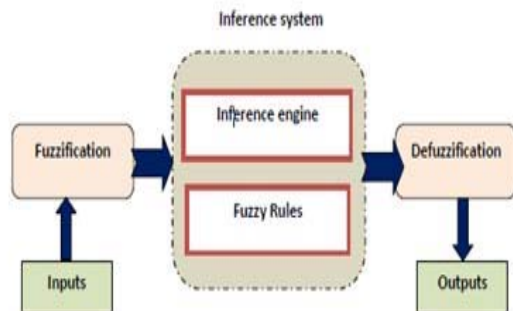 Inference system
Inference engine
Fuzzification
Defuzzification
Fuzzy Rules
Inputs
Outputs